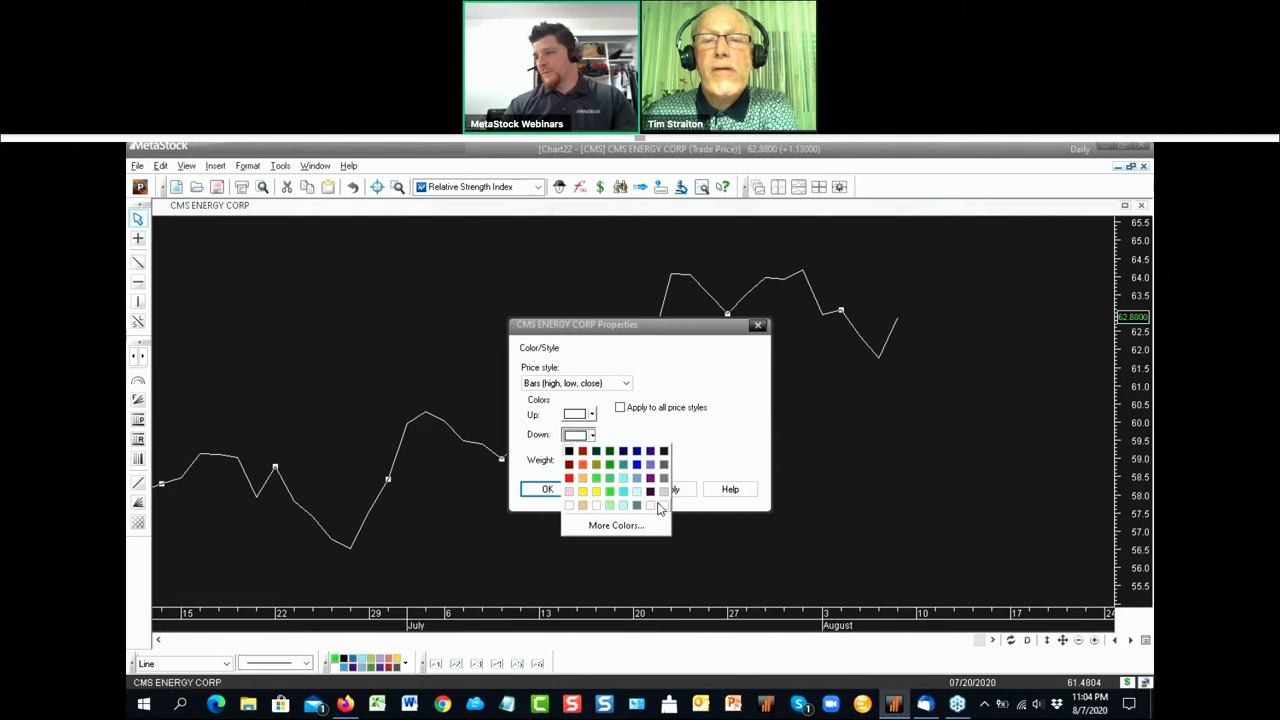 MetaStock Webinars
Tim Straiton
MetaStock
[Chart22 - [CMS] CMS ENERGY CORP (Trade Price)] 62.8800 (+1.13000)
Daily
File Edit View Insert Format Tools Window Help
Relative Strength Index
CMS ENERGY CORP
65.5
65.0
64.5
64.0
63.5
62.8800
62.5
62.0
61.5
61.0
60.5
60.0
59.5
59.0
58.5
58.0
57.5
57.0
56.5
56.0
55.5
CMS ENERGY CORP Properties
Color/Style
Price style:
Bars (high, low, close)
Colors
Up:
Apply to all price styles
Down:
Weight:
OK
Help
More Colors...
15 22 29 6 13 20 27 3 10 17 24
July August
D
Line
CMS ENERGY CORP
07/20/2020
61.4804
11:04 PM
8/7/2020